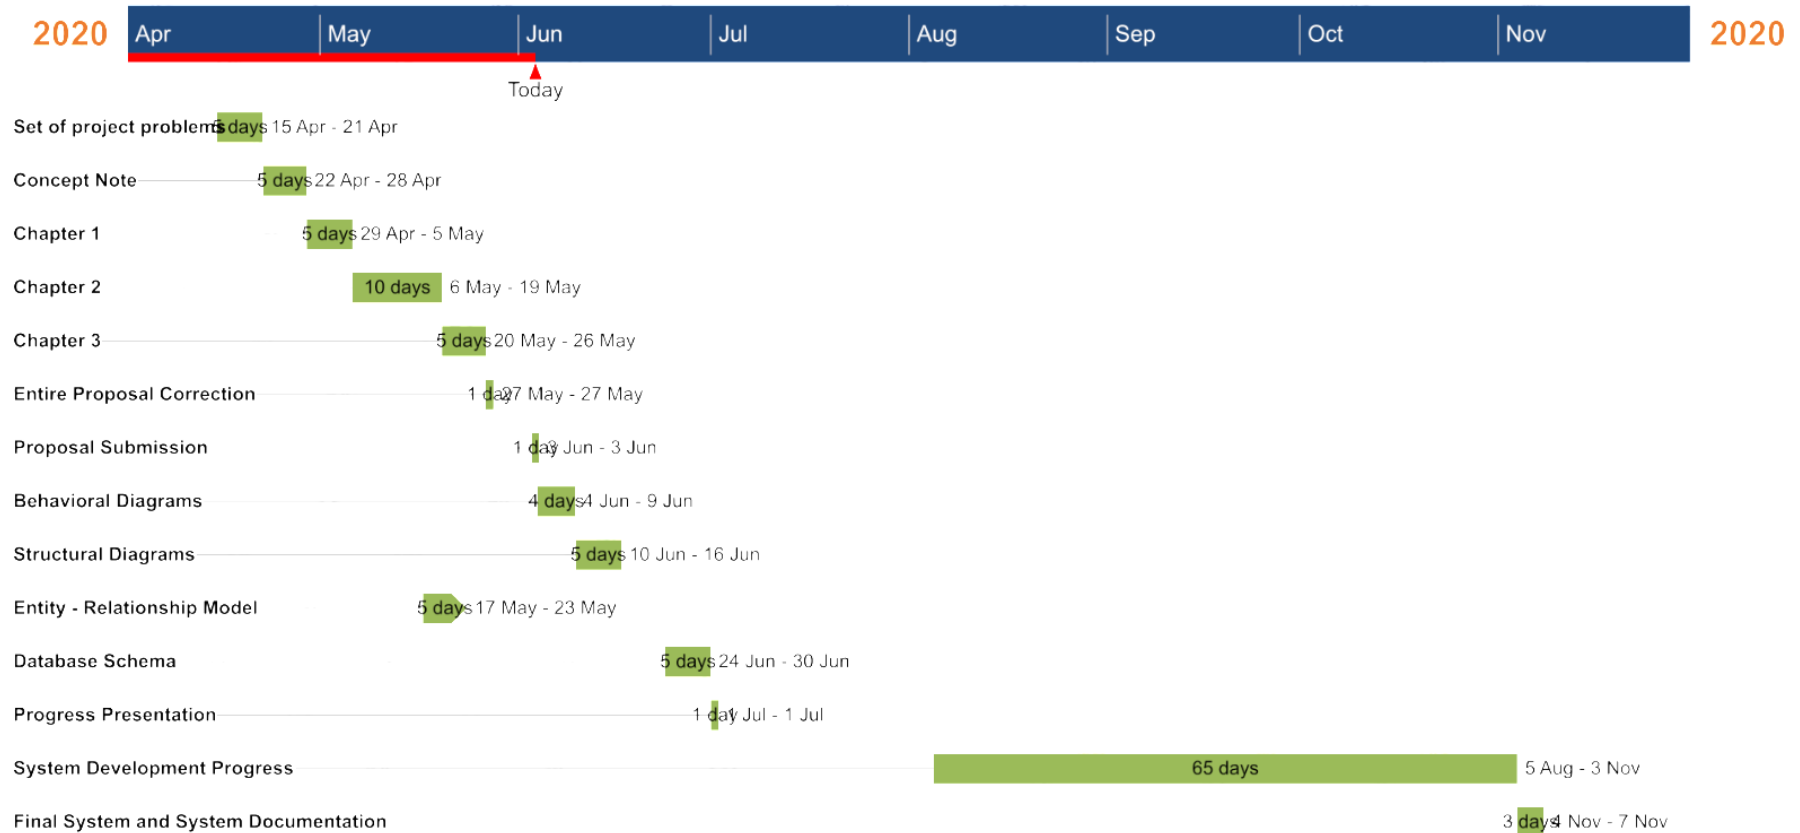 2020 Apr May Jun Jul Aug Sep Oct Nov 2020
Today
Set of project problems 5 days 15 Apr - 21 Apr
Concept Note 5 days 22 Apr - 28 Apr
Chapter 1 5 days 29 Apr - 5 May
Chapter 2 10 days 6 May - 19 May
Chapter 3 5 days 20 May - 26 May
Entire Proposal Correction 1 day 27 May - 27 May
Proposal Submission 1 day 3 Jun - 3 Jun
Behavioral Diagrams 4 days 4 Jun - 9 Jun
Structural Diagrams 5 days 10 Jun - 16 Jun
Entity - Relationship Model 5 days 17 May - 23 May
Database Schema 5 days 24 Jun - 30 Jun
Progress Presentation 1 day 1 Jul - 1 Jul
System Development Progress 65 days 5 Aug - 3 Nov
Final System and System Documentation 3 days 4 Nov - 7 Nov